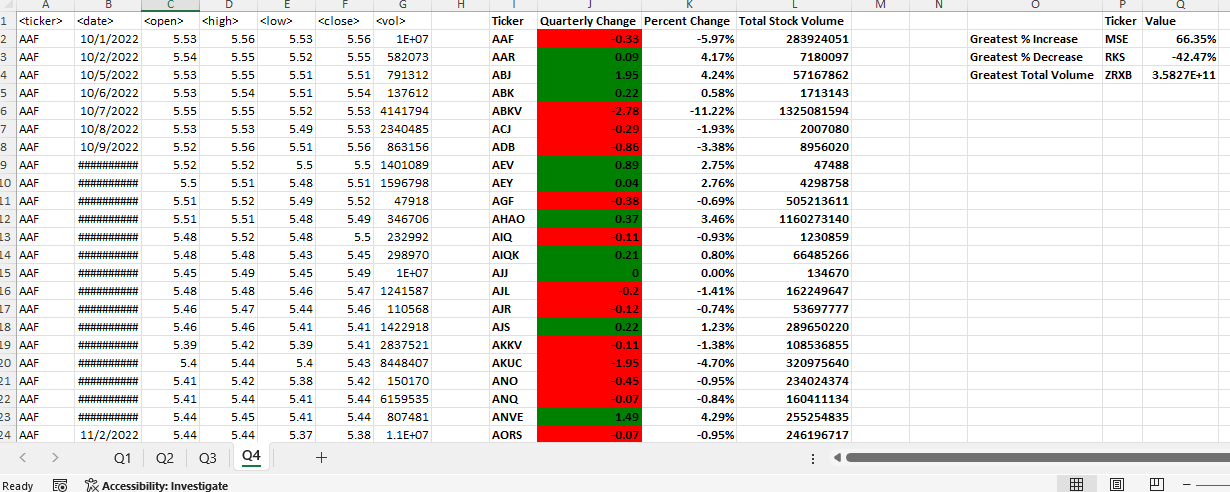 A B C D E F G H I J K L M N O P Q
1 <ticker> <date> <open> <high> <low> <close> <vol> Ticker Quarterly Change Percent Change Total Stock Volume Ticker Value
2 AAF 10/1/2022 5.53 5.56 5.53 5.56 1E+07 AAF -0.33 -5.97% 283924051 Greatest % Increase MSE 66.35%
3 AAF 10/2/2022 5.54 5.55 5.52 5.55 582073 AAR 0.09 4.17% 7180097 Greatest % Decrease RKS -42.47%
4 AAF 10/5/2022 5.53 5.55 5.51 5.51 791312 ABJ 1.95 4.24% 57167862 Greatest Total Volume ZRXB 3.5827E+11
5 AAF 10/6/2022 5.53 5.54 5.51 5.54 137612 ABK 0.22 0.58% 1713143
6 AAF 10/7/2022 5.55 5.55 5.52 5.53 4141794 ABKV -2.78 -11.22% 1325081594
7 AAF 10/8/2022 5.53 5.53 5.49 5.53 2340485 ACJ -0.29 -1.93% 2007080
8 AAF 10/9/2022 5.52 5.56 5.51 5.56 863156 ADB -0.86 -3.38% 8956020
9 AAF ########## 5.52 5.52 5.5 5.5 1401089 AEV 0.89 2.75% 47488
10 AAF ########## 5.5 5.51 5.48 5.51 1596798 AEY 0.04 2.76% 4298758
11 AAF ########## 5.51 5.52 5.49 5.52 47918 AGF -0.38 -0.69% 505213611
12 AAF ########## 5.51 5.51 5.48 5.49 346706 AHAO 0.37 3.46% 1160273140
13 AAF ########## 5.48 5.52 5.48 5.5 232992 AIQ -0.11 -0.93% 1230859
14 AAF ########## 5.48 5.48 5.43 5.45 298970 AIQK 0.21 0.80% 66485266
15 AAF ########## 5.45 5.49 5.45 5.49 1E+07 AJJ 0 0.00% 134670
16 AAF ########## 5.48 5.48 5.46 5.47 1241587 AJL -0.2 -1.41% 162249647
17 AAF ########## 5.46 5.47 5.44 5.46 110568 AJR -0.12 -0.74% 53697777
18 AAF ########## 5.46 5.46 5.41 5.41 1422918 AJS 0.22 1.23% 289650220
19 AAF ########## 5.39 5.42 5.39 5.41 2837521 AKKV -0.11 -1.38% 108536855
20 AAF ########## 5.4 5.44 5.4 5.43 8448407 AKUC -1.95 -4.70% 320975640
21 AAF ########## 5.41 5.42 5.38 5.42 150170 ANO -0.45 -0.95% 234024374
22 AAF ########## 5.41 5.44 5.41 5.44 6159535 ANQ -0.07 -0.84% 160411134
23 AAF ########## 5.44 5.45 5.41 5.44 807481 ANVE 1.49 4.29% 255254835
24 AAF 11/2/2022 5.44 5.44 5.37 5.38 1.1E+07 AORS -0.07 -0.95% 246196717
Q1 Q2 Q3 Q4
Ready Accessibility: Investigate